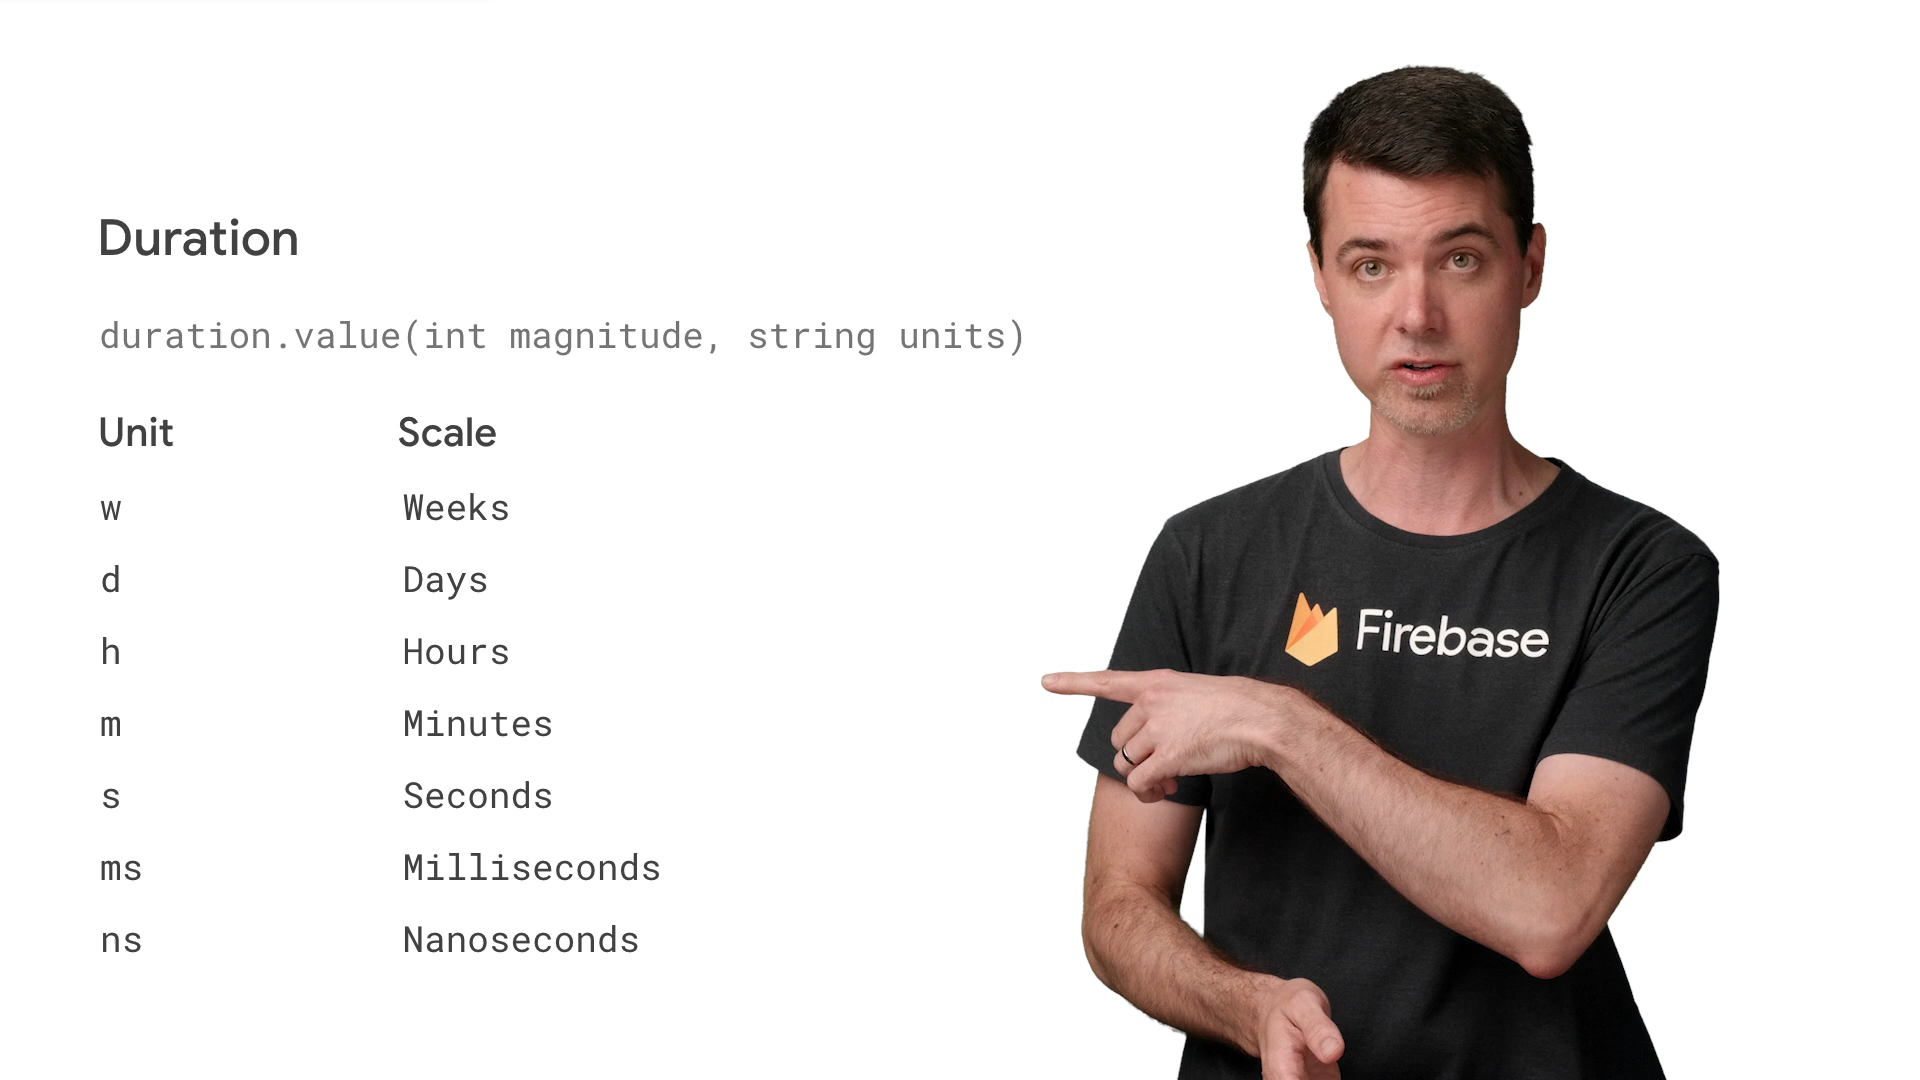 Duration
duration.value(int magnitude, string units)
Unit Scale
w Weeks
d Days
h Hours
m Minutes
s Seconds
ms Milliseconds
ns Nanoseconds
Firebase